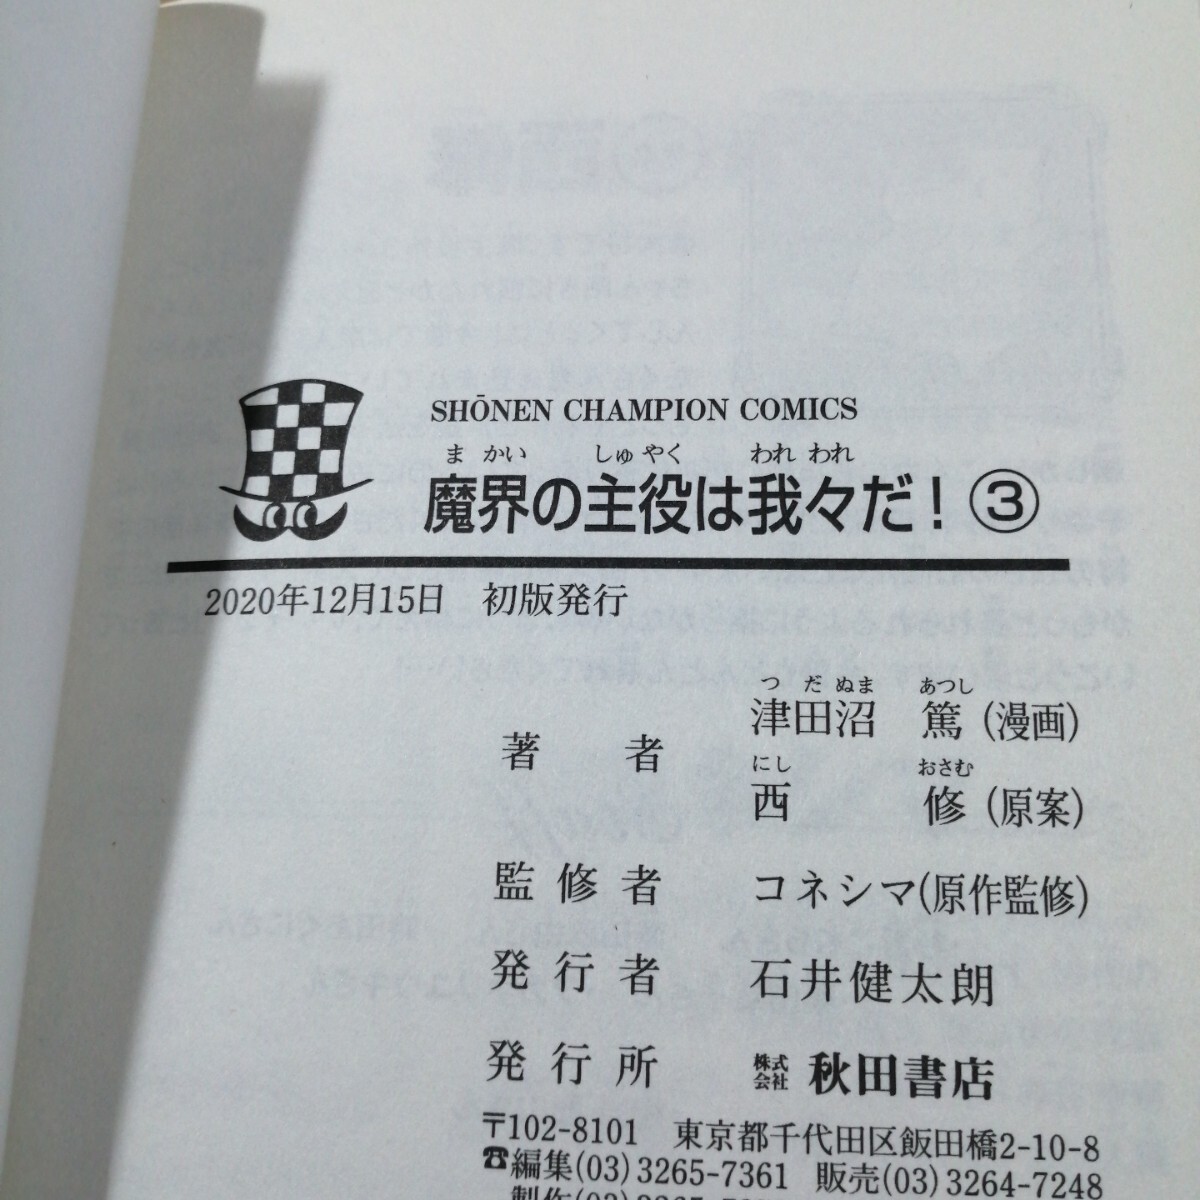 SHŌNEN CHAMPION COMICS
まかい しゅやく われわれ
魔界の主役は我々だ！③
2020年12月15日 初版発行
つだぬま あつし
著者 津田沼 篤(漫画)
にし おさむ
西 修(原案)
監修者 コネシマ(原作監修)
発行者 石井健太朗
発行所 株式会社 秋田書店
〒102-8101 東京都千代田区飯田橋2-10-8
☎編集(03)3265-7361 販売(03)3264-7248